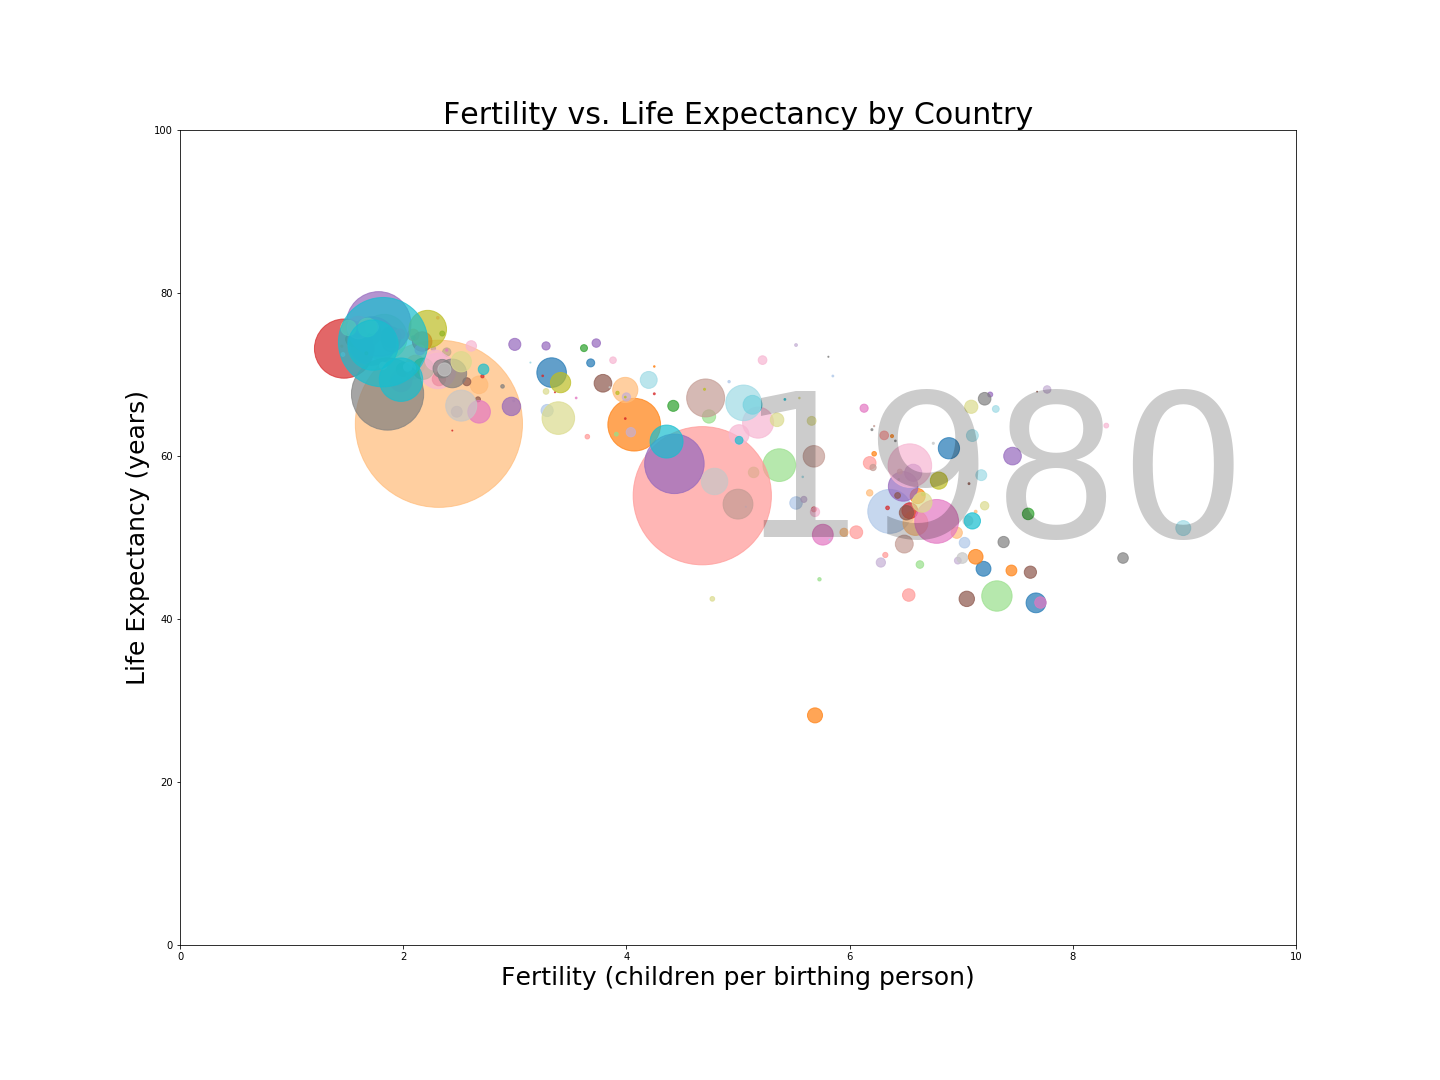 Fertility vs. Life Expectancy by Country
100
80
60
40
20
0
Life Expectancy (years)
1980
0 2 4 6 8 10
Fertility (children per birthing person)